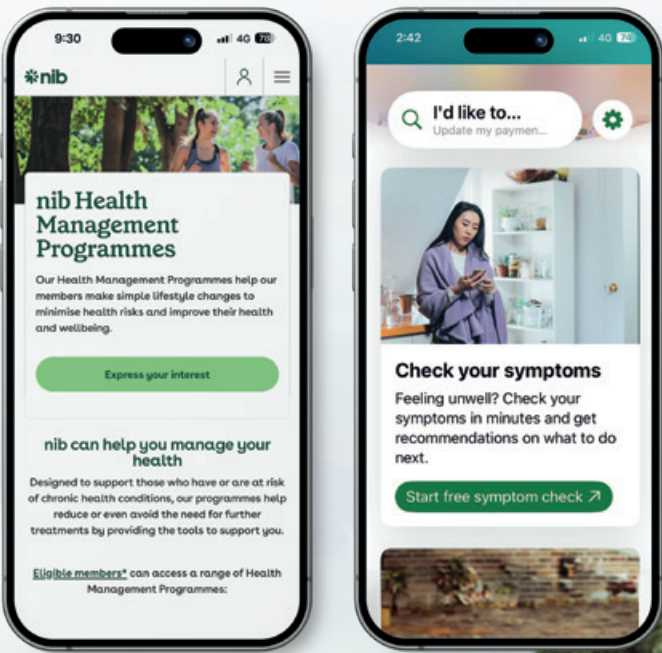 9:30
4G 78
nib
nib Health
Management
Programmes
Our Health Management Programmes help our
members make simple lifestyle changes to
minimise health risks and improve their health
and wellbeing.
Express your interest
nib can help you manage your
health
Designed to support those who have or are at risk
of chronic health conditions, our programmes help
reduce or even avoid the need for further
treatments by providing the tools to support you.
Eligible members* can access a range of Health
Management Programmes:
2:42
4G 74
I'd like to...
Update my paymen...
Check your symptoms
Feeling unwell? Check your
symptoms in minutes and get
recommendations on what to do
next.
Start free symptom check ↗